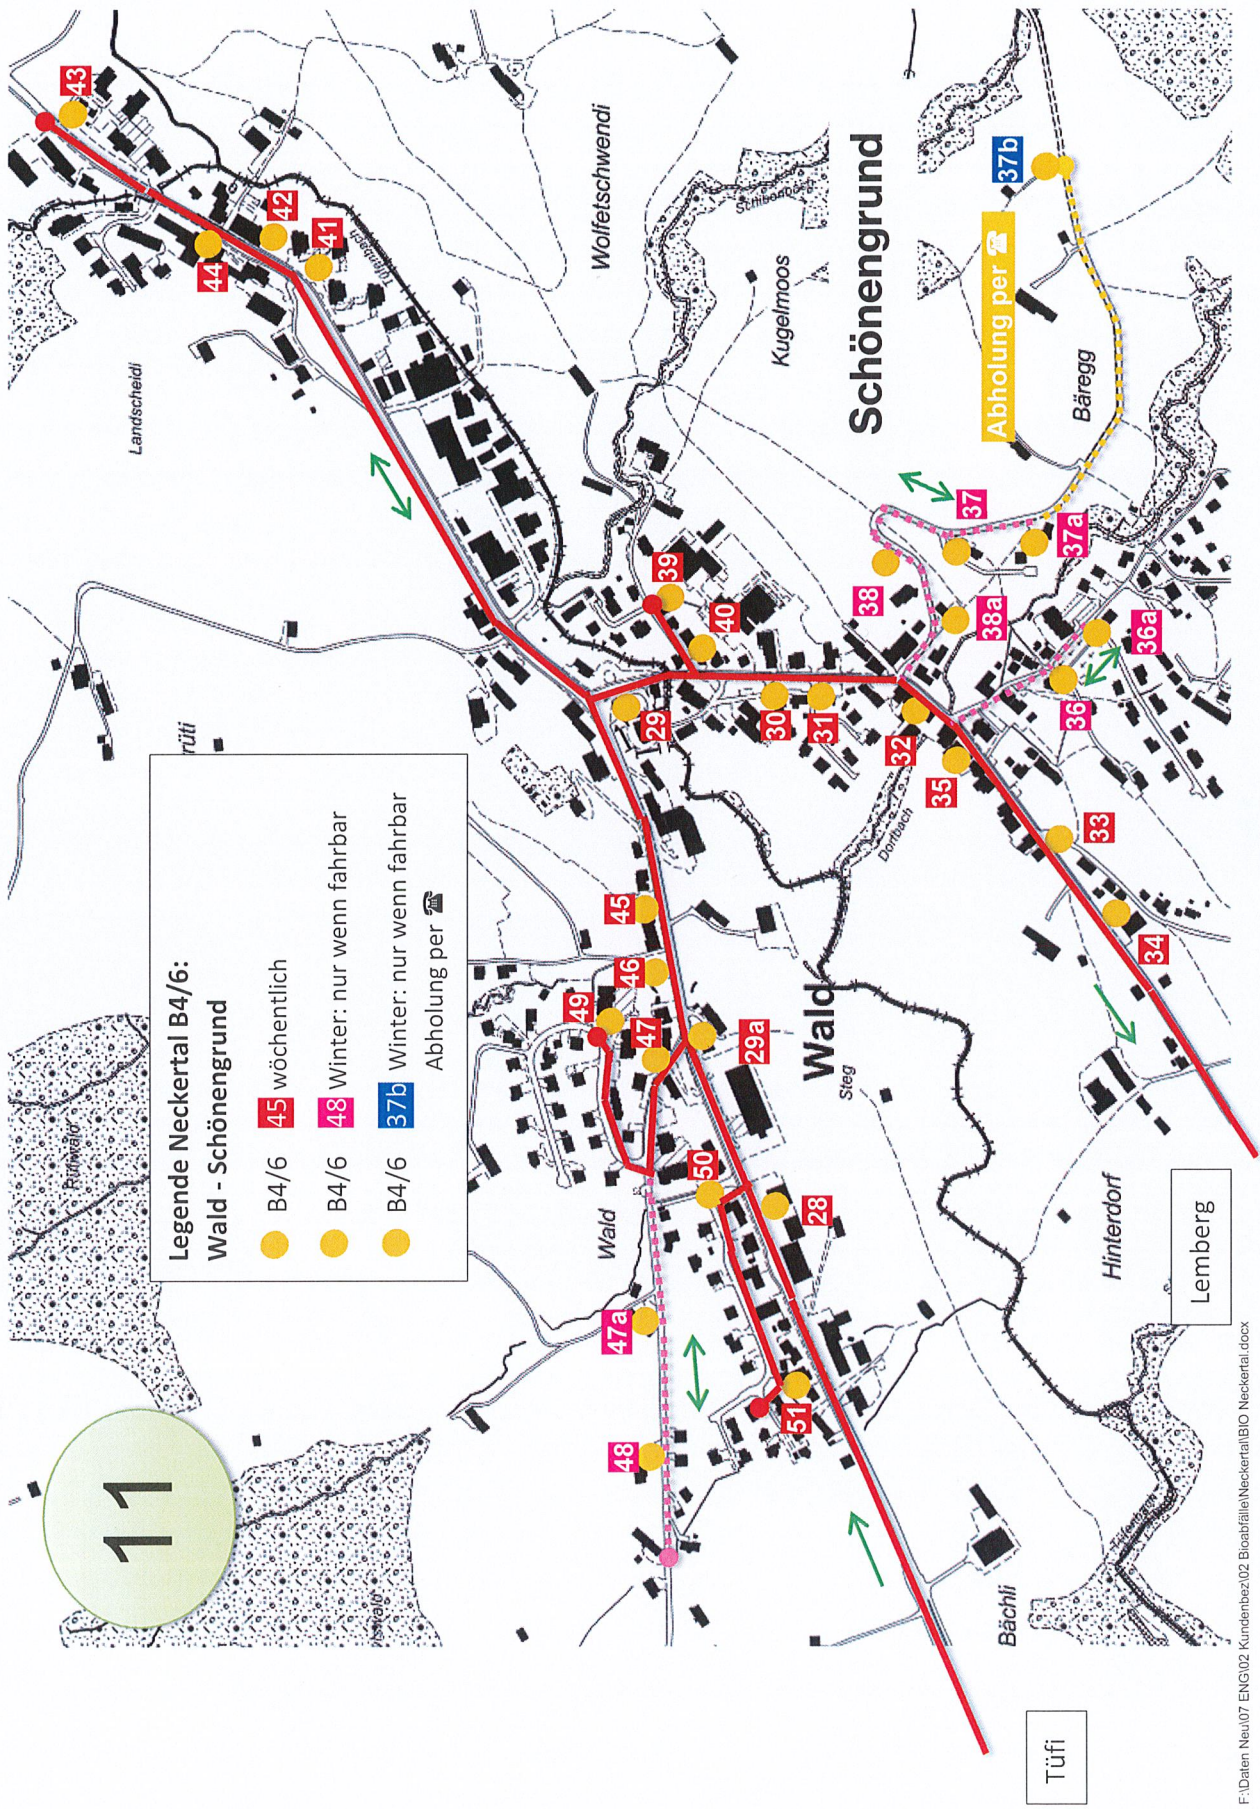 11
43
Landscheidi
Rütiwald
Legende Neckertal B4/6:
Wald - Schönengrund
B4/6 45 wöchentlich
B4/6 48 Winter: nur wenn fahrbar
B4/6 37b Winter: nur wenn fahrbar
Abholung per ☎
rüti
44
42
41
Wolfetschwendi
Schönengrund
Kugelmoos
49
45
46
47
29
39
40
47a
48
Wald
50
29a
30
31
28
51
Wald
Steg
38
32
35
Dorfbach
37
38a
37b
Abholung per ☎
Bäregg
37a
36
36a
33
34
Bächli
Hinterdorf
Tüfi
Lemberg
F:\Daten Neu\07 ENG\02 Kundenbez\02 Bioabfälle\Neckertal\BIO Neckertal.docx